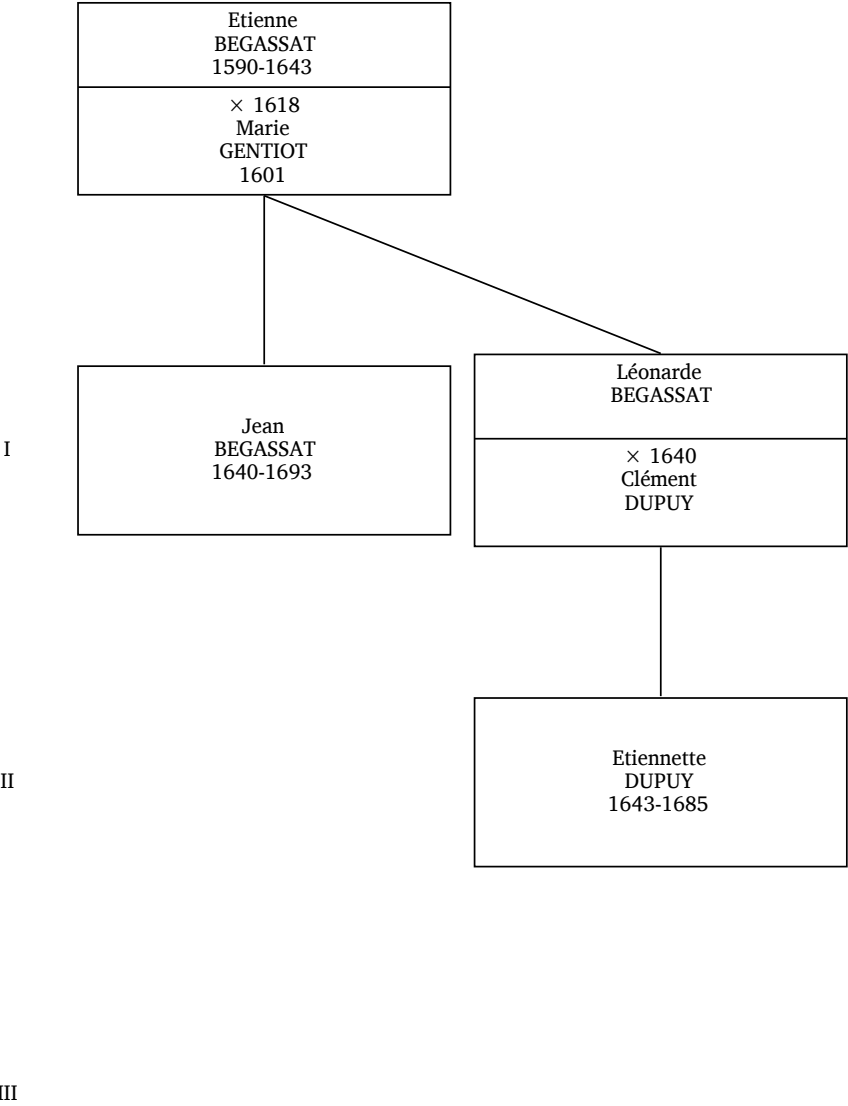 Etienne
BEGASSAT
1590-1643
× 1618
Marie
GENTIOT
1601
Léonarde
BEGASSAT
Jean
I
BEGASSAT
1640-1693
× 1640
Clément
DUPUY
Etiennette
II
DUPUY
1643-1685
III